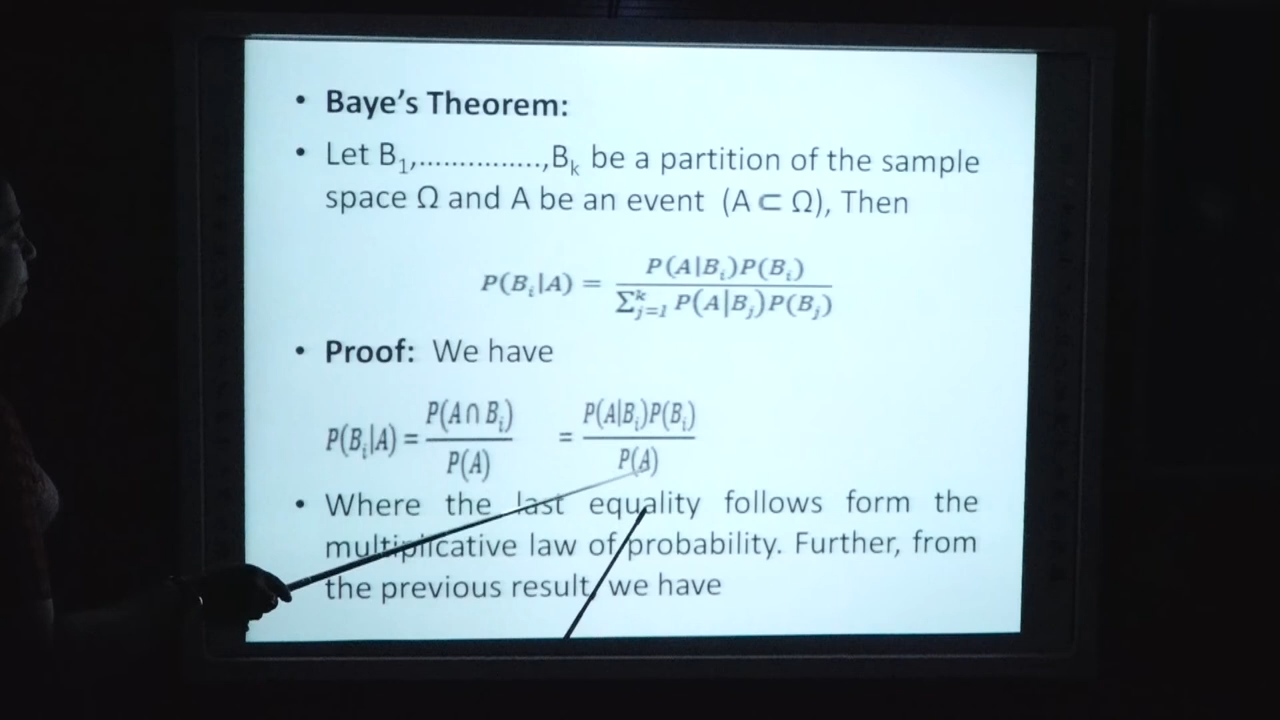 • Baye's Theorem:
• Let B₁,...............,Bₖ be a partition of the sample
space Ω and A be an event (A ⊂ Ω), Then
P(Bᵢ|A) = P(A|Bᵢ)P(Bᵢ) / Σᵏⱼ₌₁ P(A|Bⱼ)P(Bⱼ)
• Proof: We have
P(Bᵢ|A) = P(A∩Bᵢ) / P(A) = P(A|Bᵢ)P(Bᵢ) / P(A)
• Where the last equality follows form the
multiplicative law of probability. Further, from
the previous result, we have